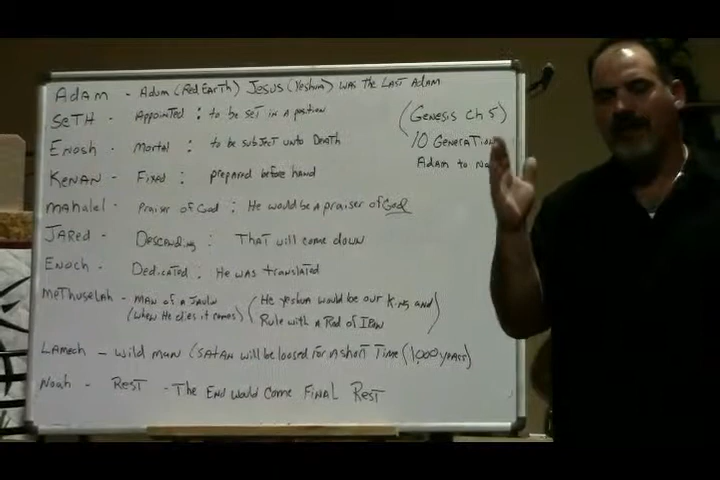 Adam - Adum (Red Earth) Jesus (Yeshua) was the Last Adam
Seth - Appointed : to be set in a position
(Genesis Ch 5)
Enosh - Mortal : to be subject unto Death
10 Generations
Kenan - Fixed : prepared before hand
Adam to No
Mahalel - Praiser of God : He would be a praiser of God
Jared - Descending : That will come down
Enoch - Dedicated : He was translated
Methuselah - man of a Javlin (He yeshua would be our King and
(when He dies it comes) Rule with a Rod of Iron)
Lamech - wild man (Satan will be loosed for a short Time (1,000 years)
Noah - Rest - The End would come Final Rest